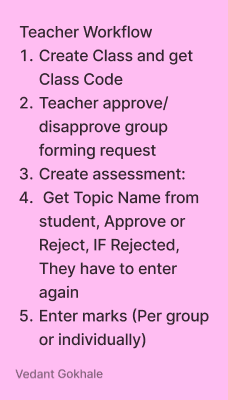 Teacher Workflow
1. Create Class and get
Class Code
2. Teacher approve/
disapprove group
forming request
3. Create assessment:
4.  Get Topic Name from
student, Approve or
Reject, IF Rejected,
They have to enter
again
5. Enter marks (Per group
or individually)
Vedant Gokhale